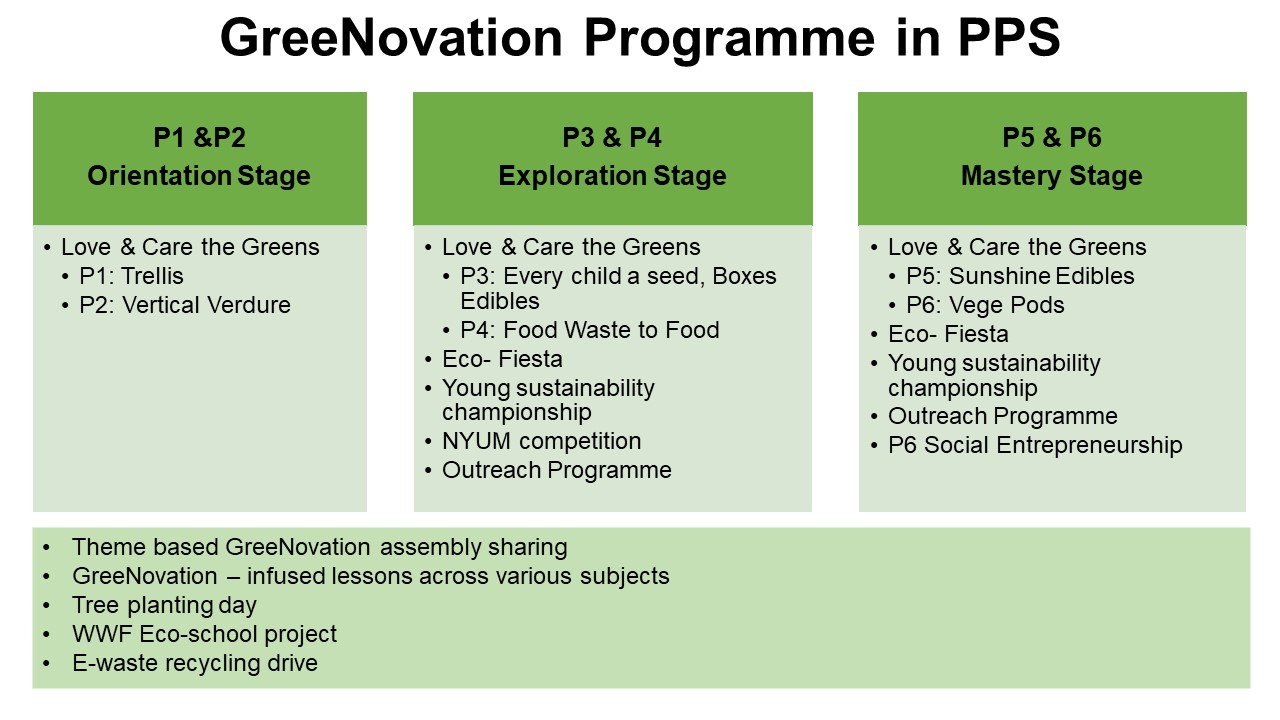 GreeNovation Programme in PPS
P1 &P2
Orientation Stage
• Love & Care the Greens
• P1: Trellis
• P2: Vertical Verdure
P3 & P4
Exploration Stage
• Love & Care the Greens
• P3: Every child a seed, Boxes
Edibles
• P4: Food Waste to Food
• Eco- Fiesta
• Young sustainability
championship
• NYUM competition
• Outreach Programme
P5 & P6
Mastery Stage
• Love & Care the Greens
• P5: Sunshine Edibles
• P6: Vege Pods
• Eco- Fiesta
• Young sustainability
championship
• Outreach Programme
• P6 Social Entrepreneurship
• Theme based GreeNovation assembly sharing
• GreeNovation – infused lessons across various subjects
• Tree planting day
• WWF Eco-school project
• E-waste recycling drive